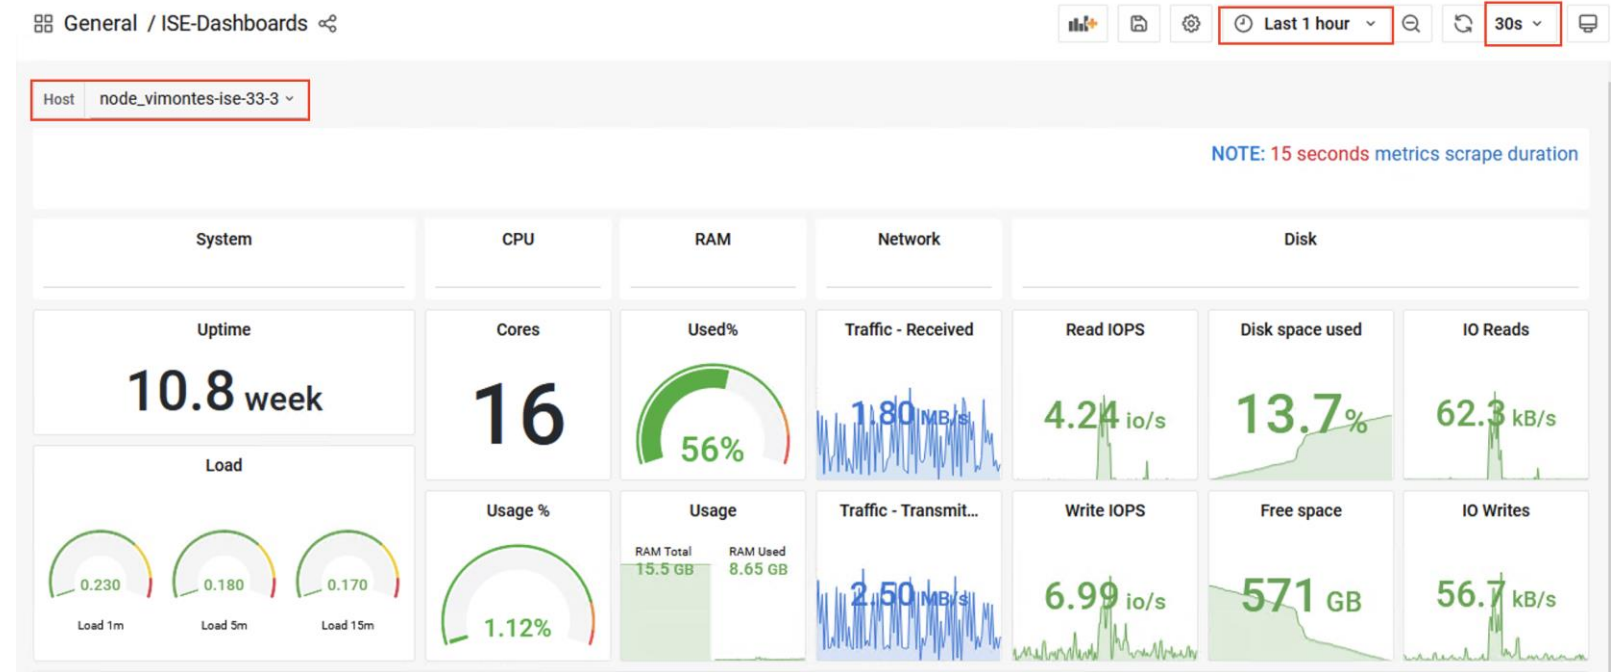 General / ISE-Dashboards
Last 1 hour
30s
Host node_vimontes-ise-33-3
NOTE: 15 seconds metrics scrape duration
System
CPU
RAM
Network
Disk
Uptime
10.8 week
Cores
16
Used%
56%
Traffic - Received
1.80 MB/s
Read IOPS
4.24 io/s
Disk space used
13.7%
IO Reads
62.3 kB/s
Load
0.230
0.180
0.170
Load 1m
Load 5m
Load 15m
Usage %
1.12%
Usage
RAM Total
15.5 GB
RAM Used
8.65 GB
Traffic - Transmit...
2.50 MB/s
Write IOPS
6.99 io/s
Free space
571 GB
IO Writes
56.7 kB/s